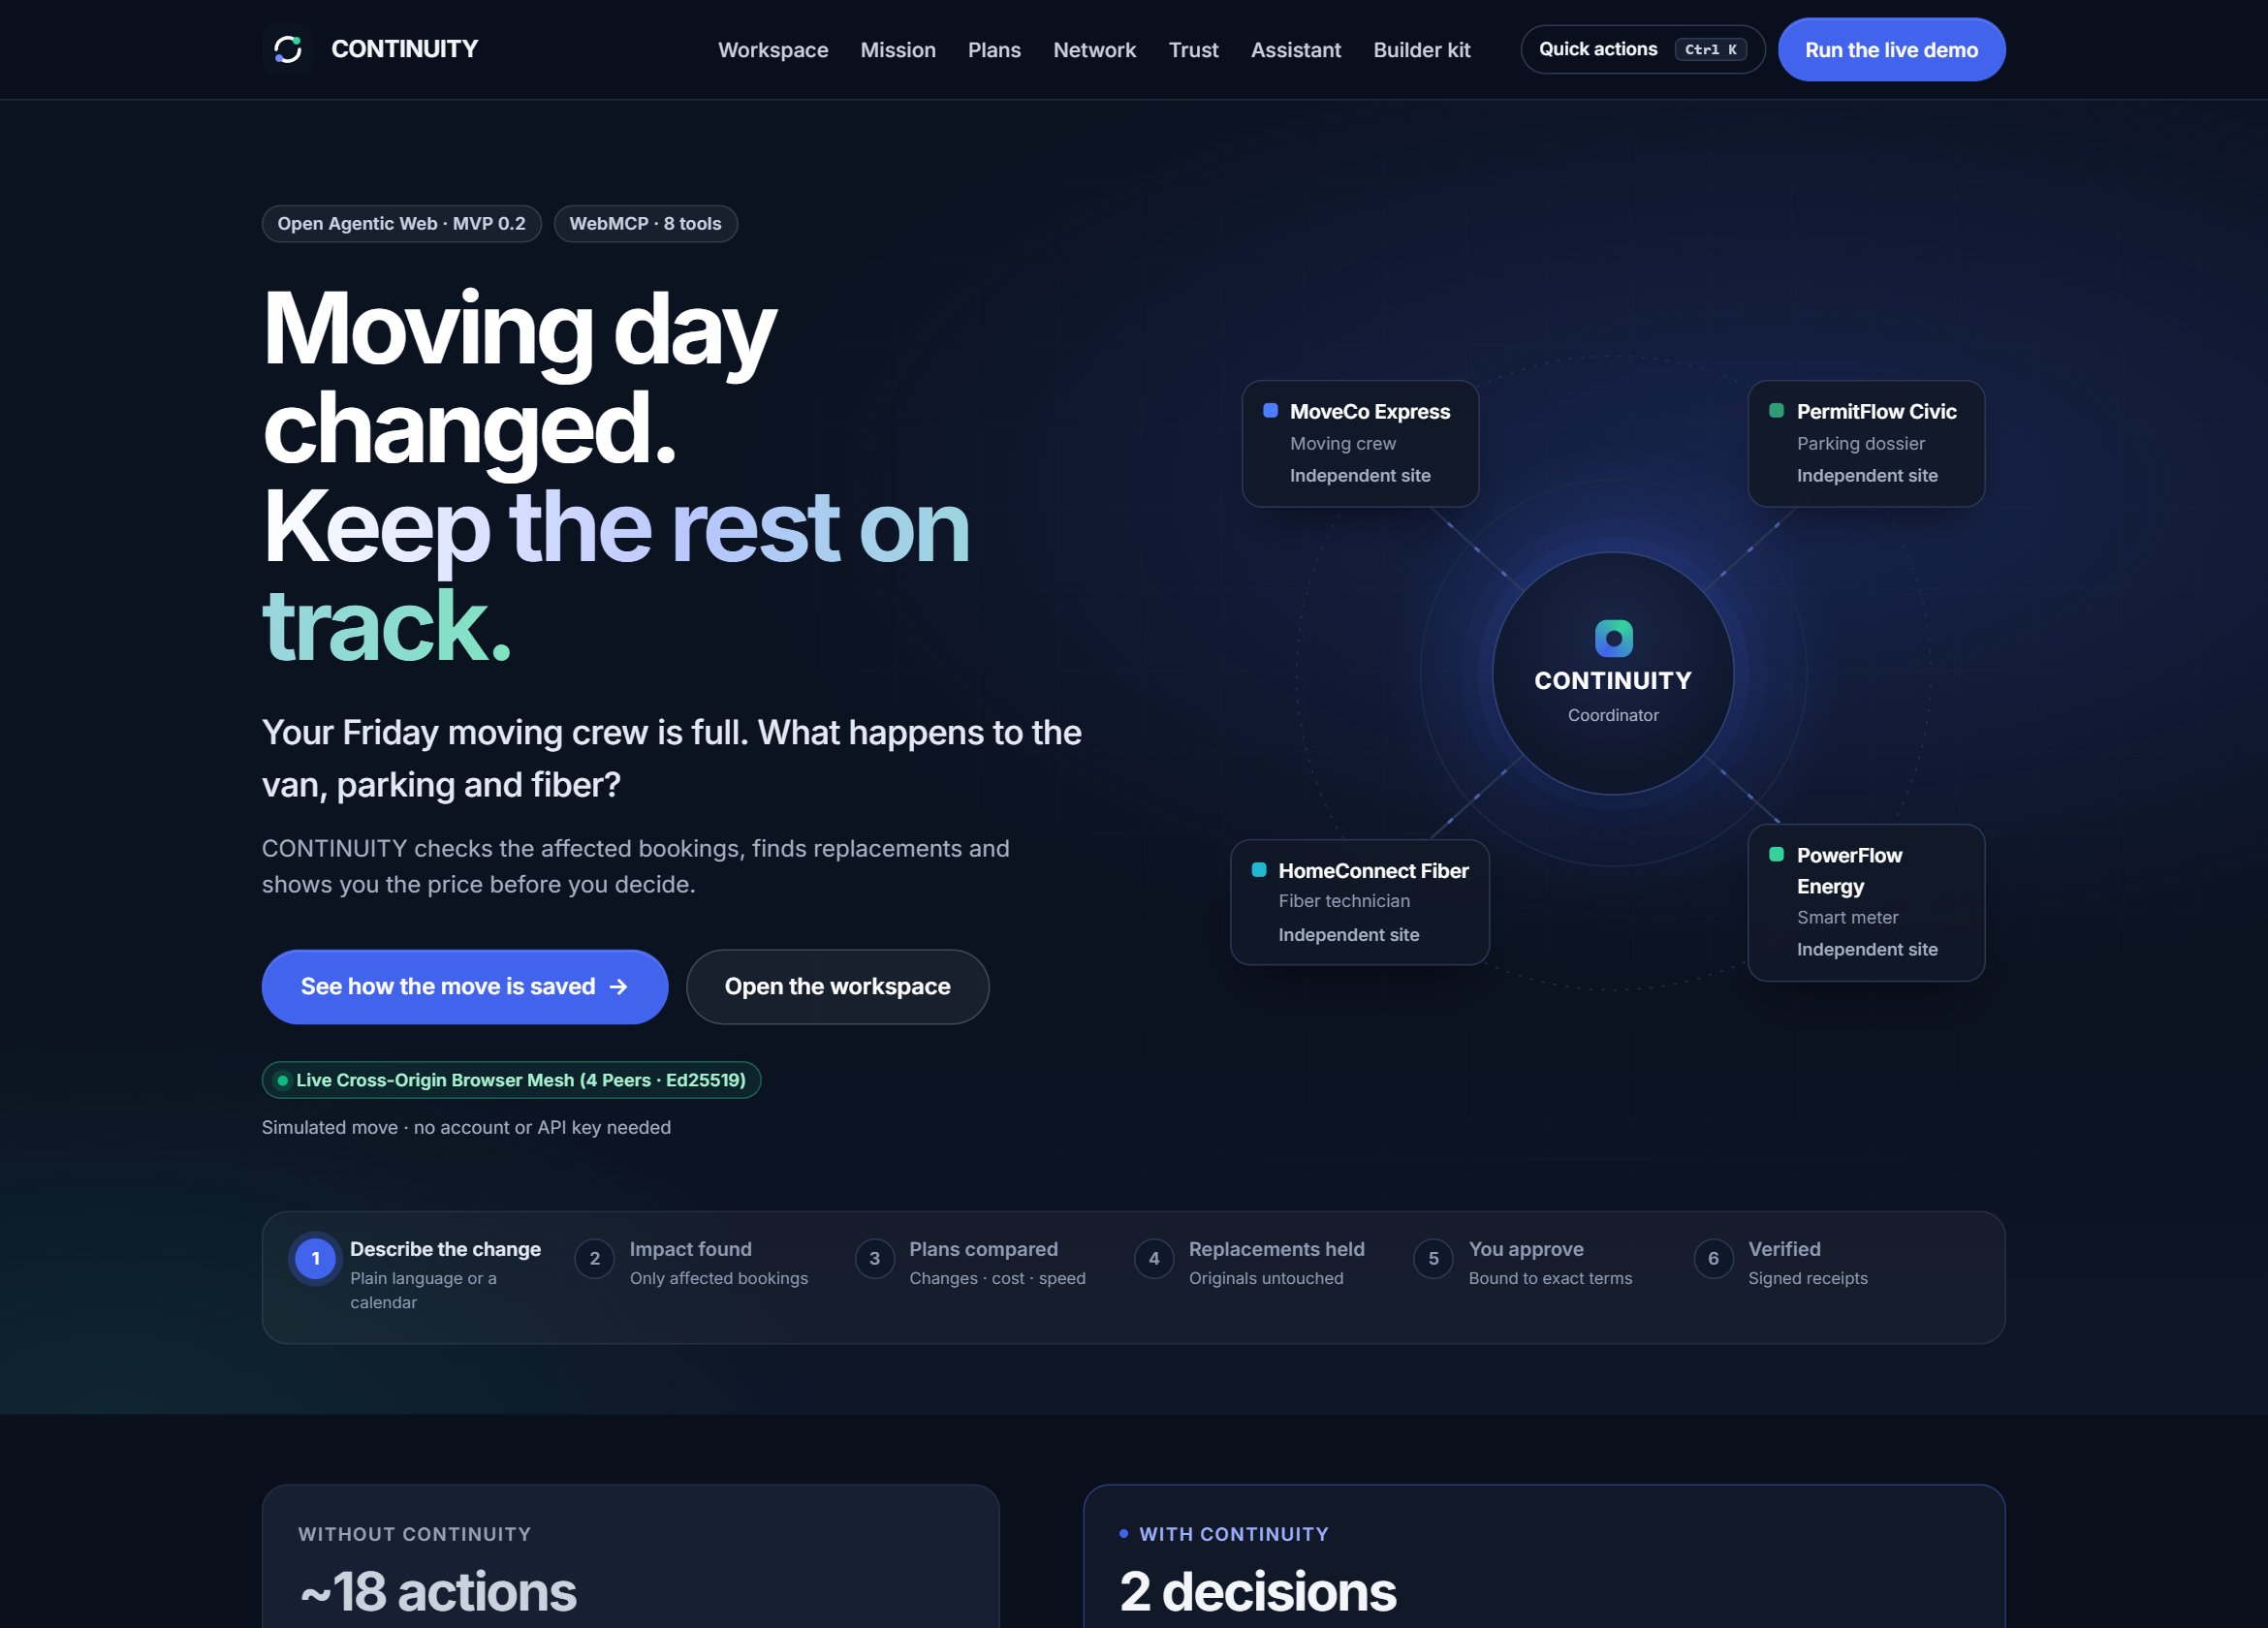 CONTINUITY
Workspace
Mission
Plans
Network
Trust
Assistant
Builder kit
Quick actions
Ctrl K
Run the live demo
Open Agentic Web · MVP 0.2
WebMCP · 8 tools
Moving day
changed.
Keep the rest on
track.
Your Friday moving crew is full. What happens to the
van, parking and fiber?
CONTINUITY checks the affected bookings, finds replacements and
shows you the price before you decide.
See how the move is saved →
Open the workspace
Live Cross-Origin Browser Mesh (4 Peers · Ed25519)
Simulated move · no account or API key needed
MoveCo Express
Moving crew
Independent site
PermitFlow Civic
Parking dossier
Independent site
CONTINUITY
Coordinator
HomeConnect Fiber
Fiber technician
Independent site
PowerFlow
Energy
Smart meter
Independent site
1
Describe the change
Plain language or a
calendar
2
Impact found
Only affected bookings
3
Plans compared
Changes · cost · speed
4
Replacements held
Originals untouched
5
You approve
Bound to exact terms
6
Verified
Signed receipts
WITHOUT CONTINUITY
~18 actions
WITH CONTINUITY
2 decisions